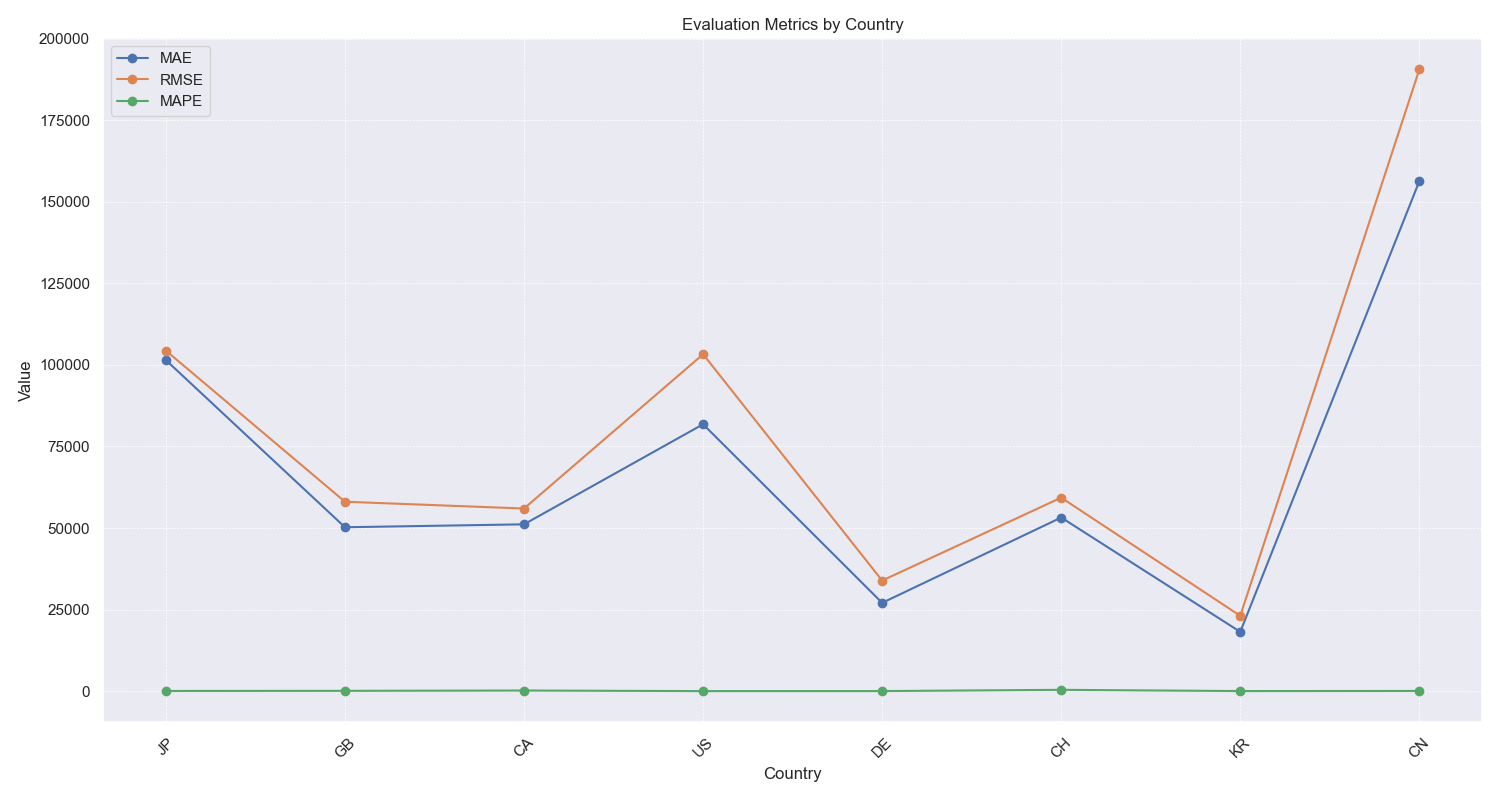 Evaluation Metrics by Country
MAE
RMSE
MAPE
200000
175000
150000
125000
100000
75000
50000
25000
0
Value
JP
GB
CA
US
DE
CH
KR
CN
Country